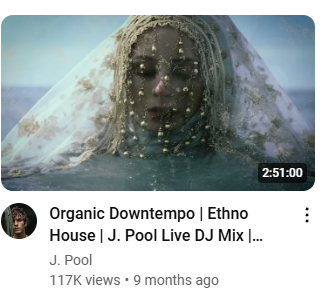 2:51:00
Organic Downtempo | Ethno
House | J. Pool Live DJ Mix |...
J. Pool
117K views • 9 months ago